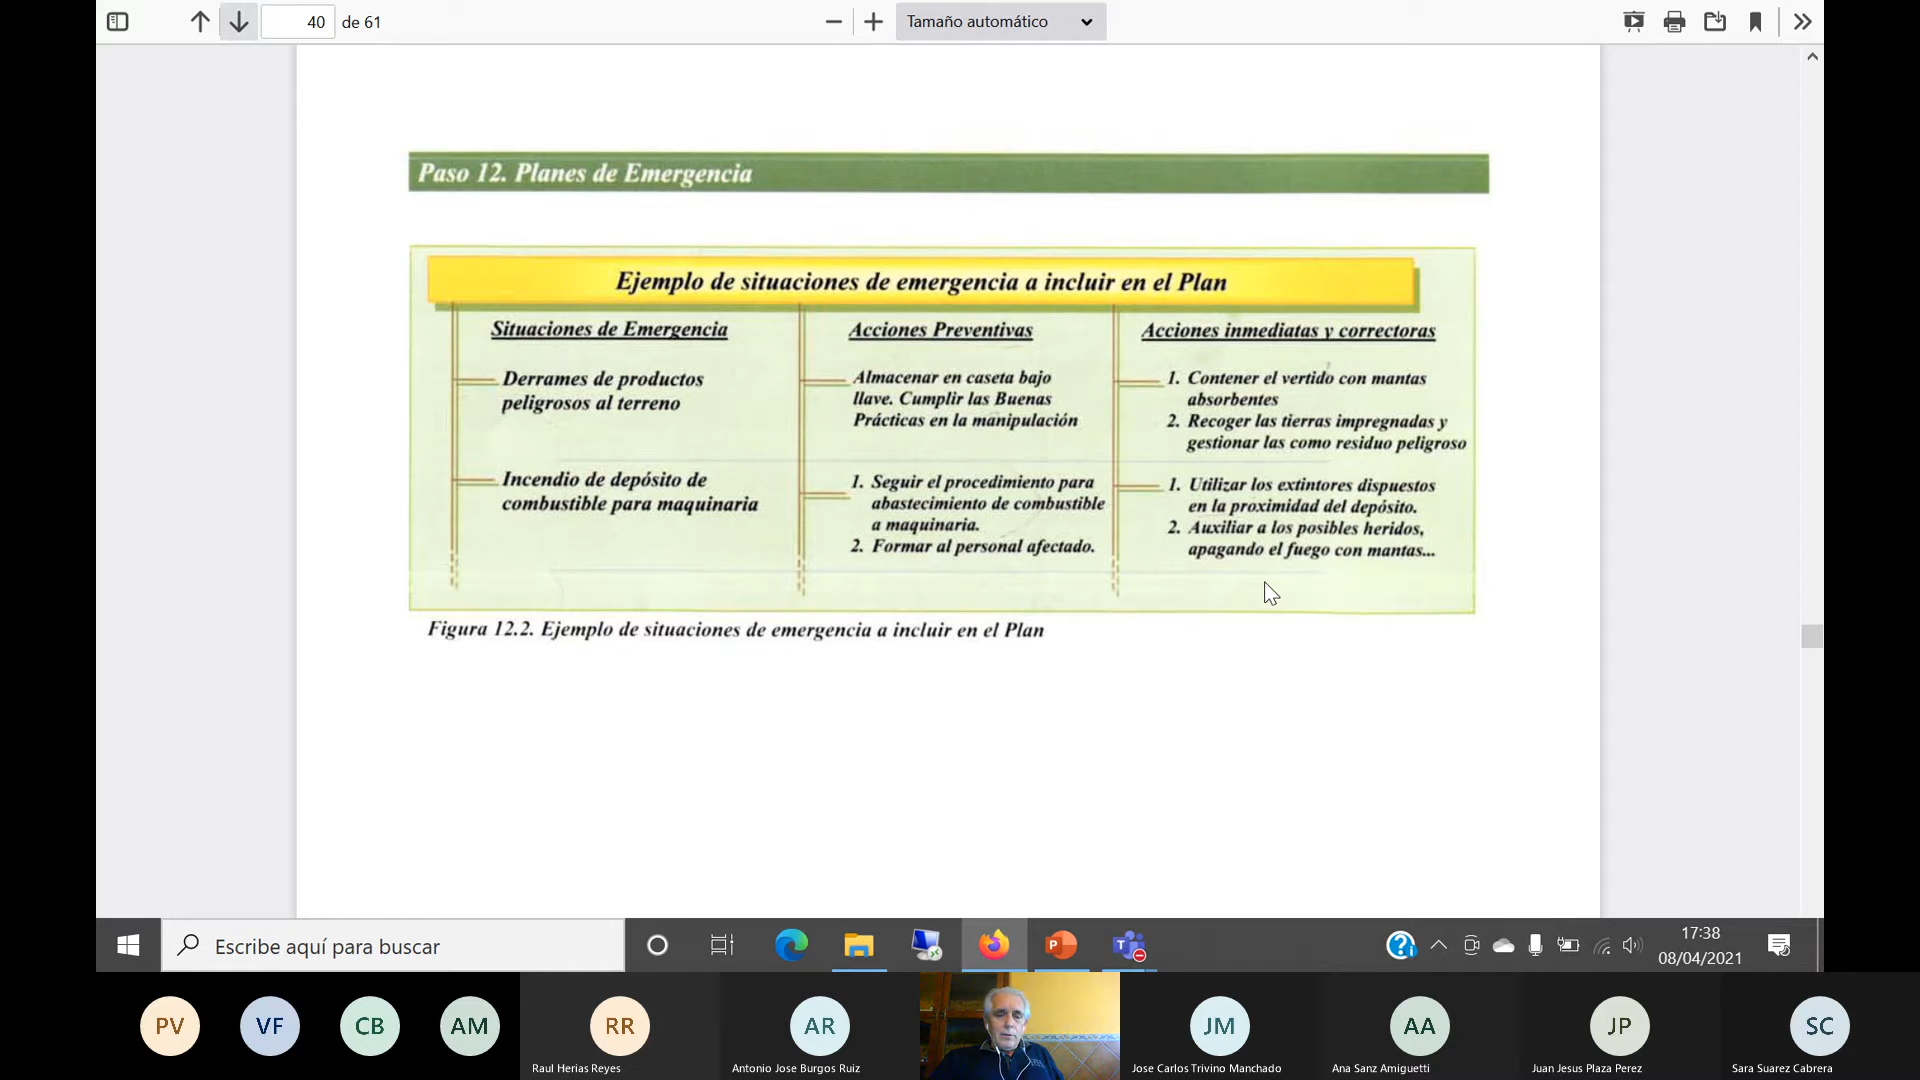 40 de 61
Tamaño automático
Paso 12. Planes de Emergencia
Ejemplo de situaciones de emergencia a incluir en el Plan
Situaciones de Emergencia
Derrames de productos
peligrosos al terreno
Incendio de depósito de
combustible para maquinaria
Acciones Preventivas
Almacenar en caseta bajo
llave. Cumplir las Buenas
Prácticas en la manipulación
1. Seguir el procedimiento para
abastecimiento de combustible
a maquinaria.
2. Formar al personal afectado.
Acciones inmediatas y correctoras
1. Contener el vertido con mantas
absorbentes
2. Recoger las tierras impregnadas y
gestionar las como residuo peligroso
1. Utilizar los extintores dispuestos
en la proximidad del depósito.
2. Auxiliar a los posibles heridos,
apagando el fuego con mantas...
Figura 12.2. Ejemplo de situaciones de emergencia a incluir en el Plan
Escribe aquí para buscar
17:38
08/04/2021
PV
VF
CB
AM
RR
Raul Herias Reyes
AR
Antonio Jose Burgos Ruiz
JM
Jose Carlos Trivino Manchado
AA
Ana Sanz Amiguetti
JP
Juan Jesus Plaza Perez
SC
Sara Suarez Cabrera